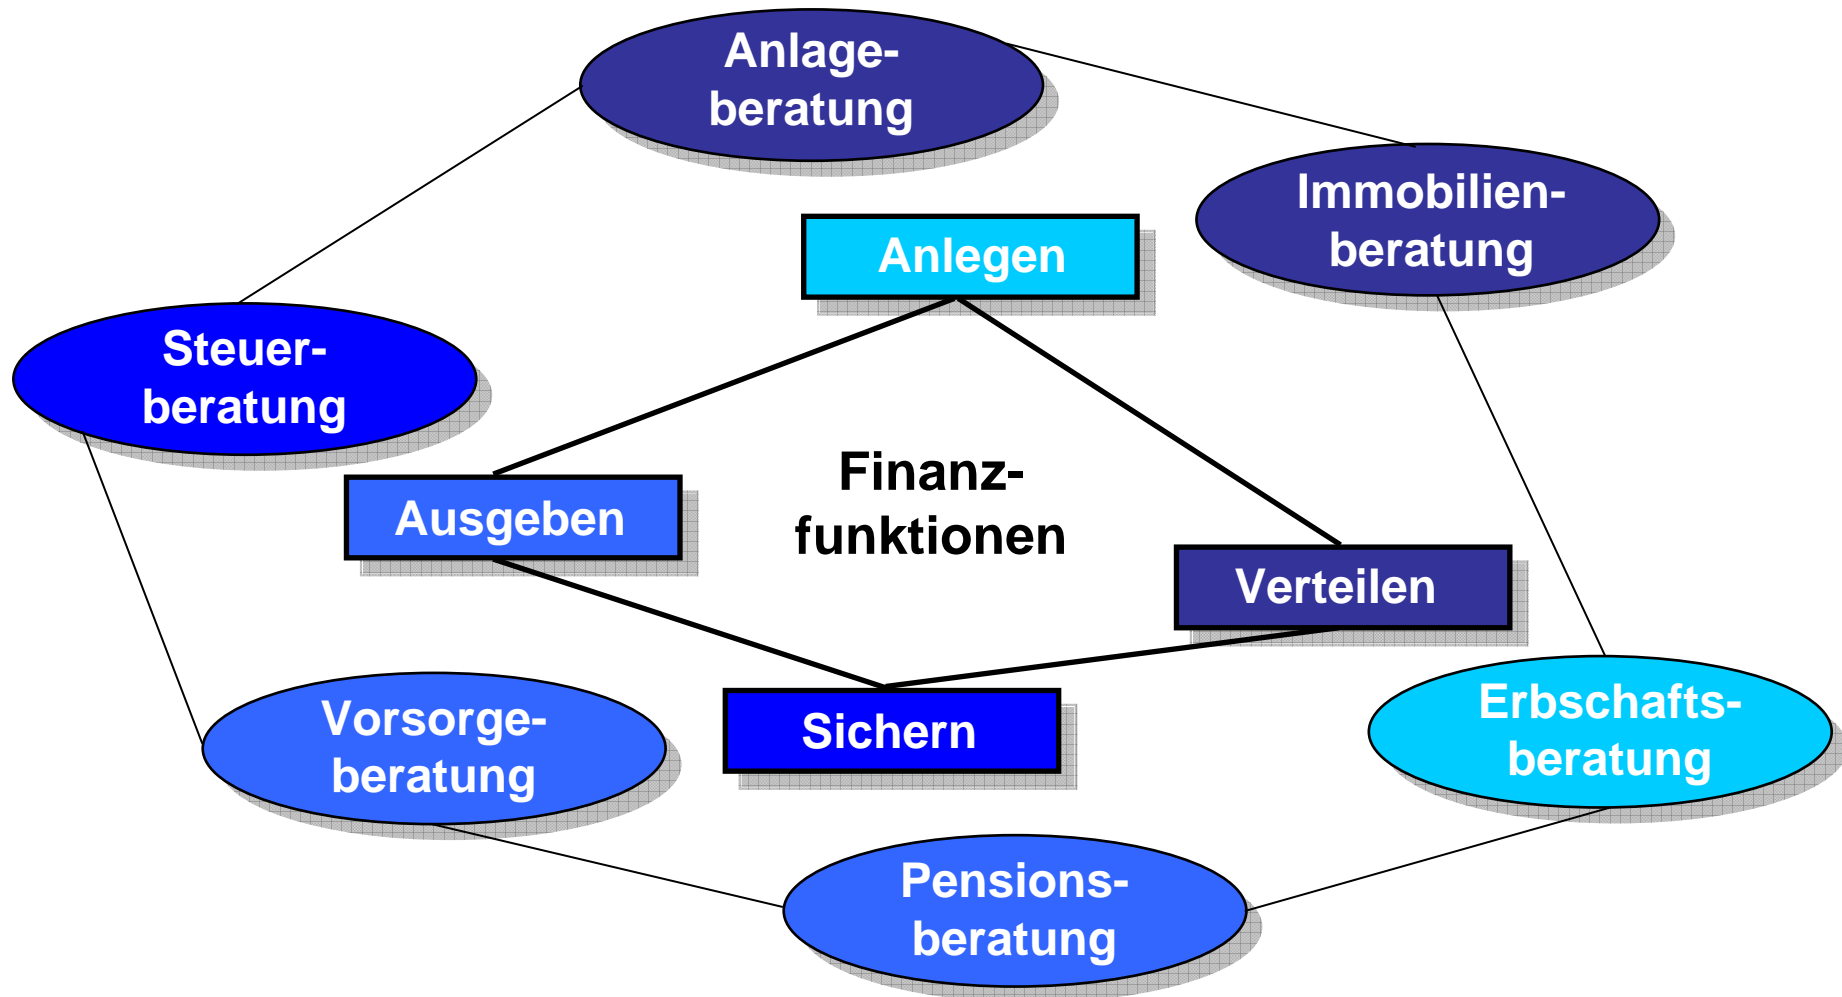 Anlage-
beratung
Immobilien-
beratung
Anlegen
Steuer-
beratung
Finanz-
funktionen
Ausgeben
Verteilen
Vorsorge-
beratung
Sichern
Erbschafts-
beratung
Pensions-
beratung